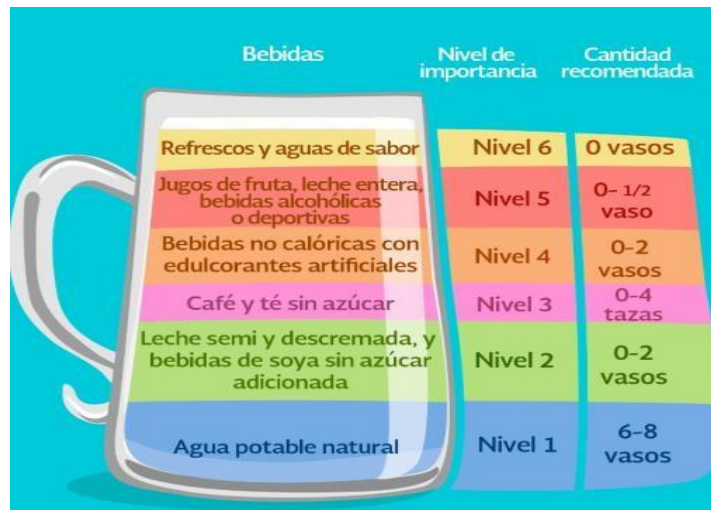 Bebidas
Nivel de
importancia
Cantidad
recomendada
Refrescos y aguas de sabor
Nivel 6
0 vasos
Jugos de fruta, leche entera,
bebidas alcohólicas
o deportivas
Nivel 5
0- 1/2
vaso
Bebidas no calóricas con
edulcorantes artificiales
Nivel 4
0-2
vasos
Café y té sin azúcar
Nivel 3
0-4
tazas
Leche semi y descremada, y
bebidas de soya sin azúcar
adicionada
Nivel 2
0-2
vasos
Agua potable natural
Nivel 1
6-8
vasos